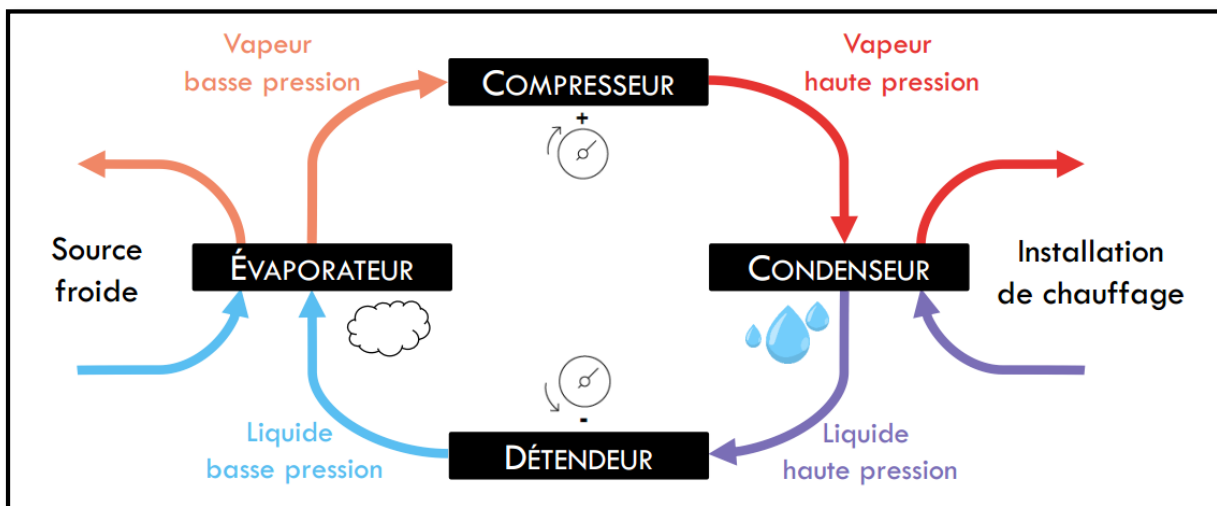 Vapeur
basse pression
COMPRESSEUR
+
Vapeur
haute pression
Source
froide
ÉVAPORATEUR
CONDENSEUR
Installation
de chauffage
-
Liquide
basse pression
DÉTENDEUR
Liquide
haute pression